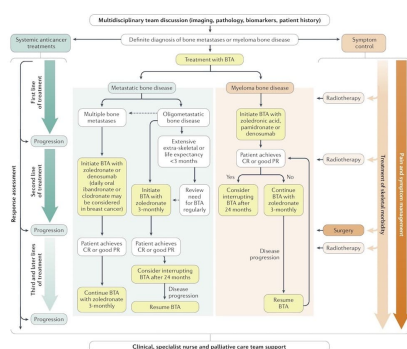 Multidisciplinary team discussion (imaging, pathology, biomarkers, patient history)
Systemic anticancer
treatments
Definite diagnosis of bone metastases or myeloma bone disease
Symptom
control
Treatment with BTA
Response assessment
First line
of treatment
Progression
Second line
of treatment
Progression
Third and later lines
of treatment
Progression
Metastatic bone disease
Multiple bone
metastases
Oligometastatic
bone disease
Extensive
extra-skeletal or
life expectancy
<3 months
Initiate BTA with
zoledronate or
denosumab
(daily oral
ibandronate or
clodronate may be
considered
in breast cancer)
Initiate
BTA with
zoledronate
3-monthly
Review
need
for BTA
regularly
Patient achieves
CR or good PR
Patient achieves
CR or good PR
Continue BTA
with zoledronate
3-monthly
Consider interrupting
BTA after 24 months
Disease
progression
Resume BTA
Myeloma bone disease
Initiate BTA with
zoledronic acid,
pamidronate or
denosumab
Patient achieves
CR or good PR
Yes
No
Consider
interrupting
BTA after
24 months
Continue
BTA with
zoledronate
3-monthly
Disease
progression
Resume
BTA
Radiotherapy
Radiotherapy
Surgery
Radiotherapy
Treatment of skeletal morbidity
Pain and symptom management
Clinical, specialist nurse and palliative care team support